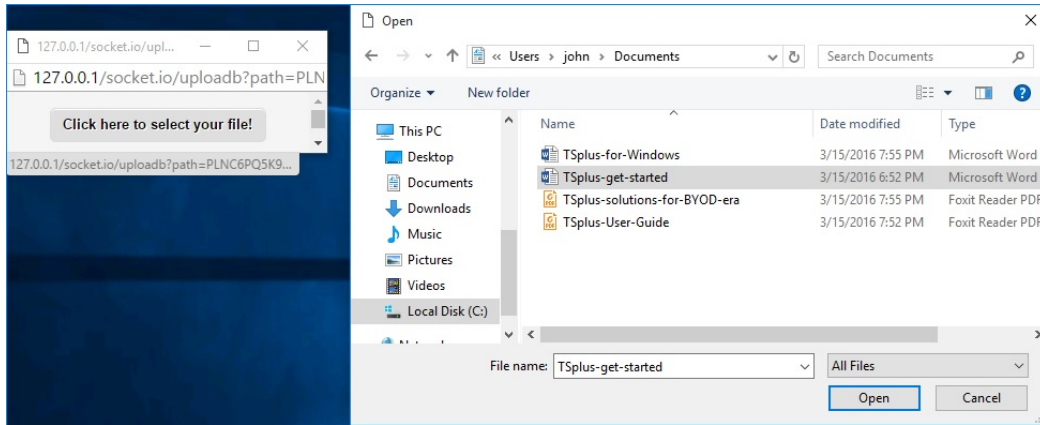 127.0.0.1/socket.io/upl...
127.0.0.1/socket.io/uploadb?path=PLN
Click here to select your file!
127.0.0.1/socket.io/uploadb?path=PLNC6PQ5K9...
Open
« Users › john › Documents
Search Documents
Organize
New folder
This PC
Desktop
Documents
Downloads
Music
Pictures
Videos
Local Disk (C:)
Name Date modified Type
TSplus-for-Windows 3/15/2016 7:55 PM Microsoft Word
TSplus-get-started 3/15/2016 6:52 PM Microsoft Word
TSplus-solutions-for-BYOD-era 3/15/2016 7:55 PM Foxit Reader PDF
TSplus-User-Guide 3/15/2016 7:52 PM Foxit Reader PDF
File name: TSplus-get-started All Files
Open Cancel